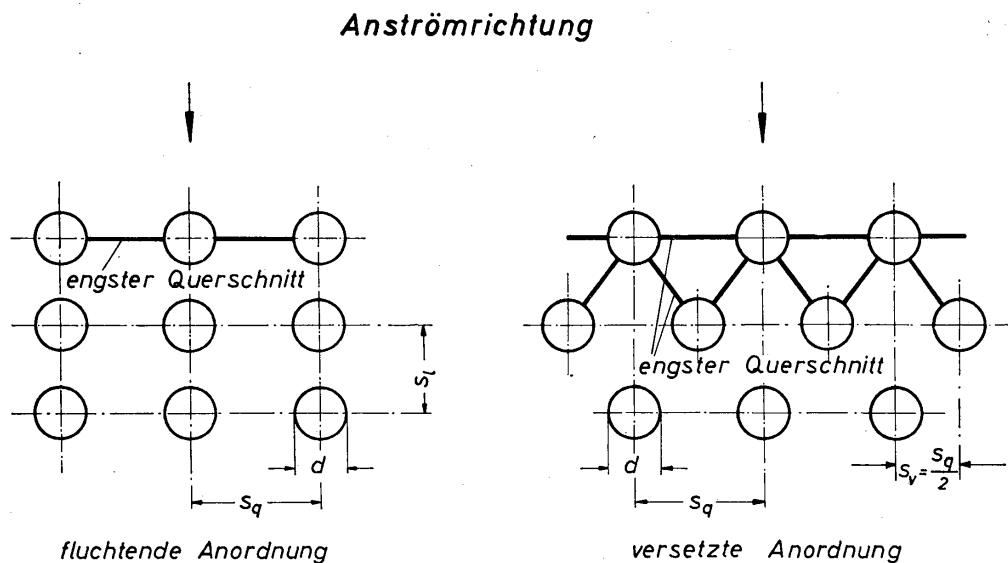 Anströmrichtung
engster Querschnitt
s_l
d
s_q
fluchtende Anordnung
engster Querschnitt
d
s_q
s_v = s_q/2
versetzte Anordnung